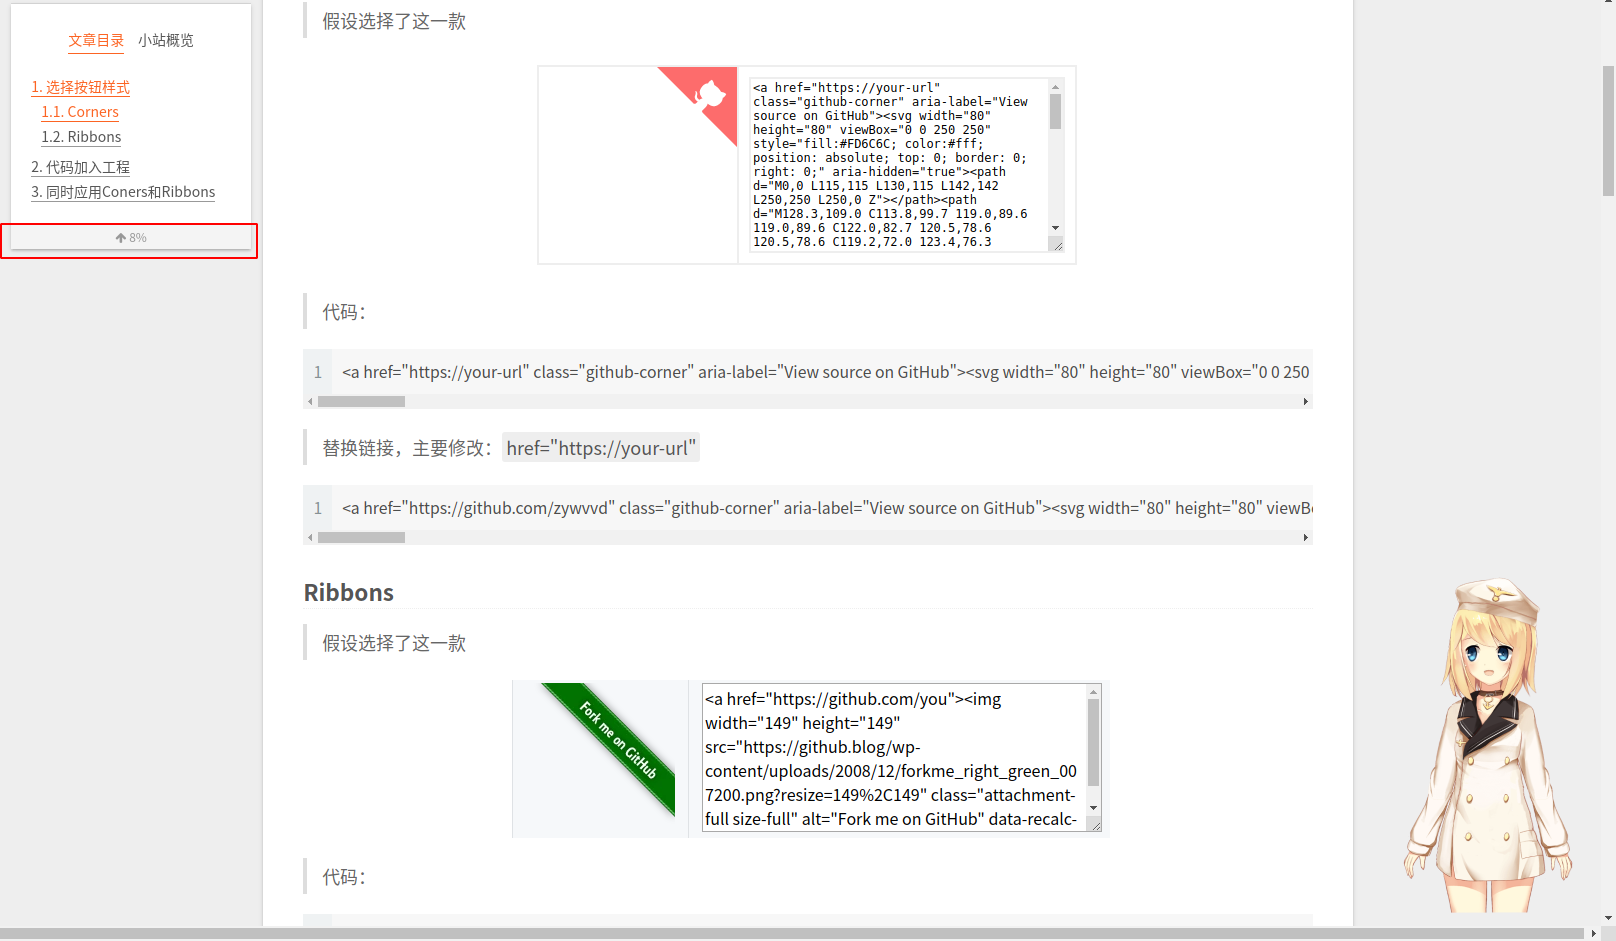 文章目录 小站概览
1. 选择按钮样式
1.1. Corners
1.2. Ribbons
2. 代码加入工程
3. 同时应用Coners和Ribbons
8%
假设选择了这一款
<a href="https://your-url"
class="github-corner" aria-label="View
source on GitHub"><svg width="80"
height="80" viewBox="0 0 250 250"
style="fill:#FD6C6C; color:#fff;
position: absolute; top: 0; border: 0;
right: 0;" aria-hidden="true"><path
d="M0,0 L115,115 L130,115 L142,142
L250,250 L250,0 Z"></path><path
d="M128.3,109.0 C113.8,99.7 119.0,89.6
119.0,89.6 C122.0,82.7 120.5,78.6
120.5,78.6 C119.2,72.0 123.4,76.3
代码：
1 <a href="https://your-url" class="github-corner" aria-label="View source on GitHub"><svg width="80" height="80" viewBox="0 0 250
替换链接，主要修改： href="https://your-url"
1 <a href="https://github.com/zywvvd" class="github-corner" aria-label="View source on GitHub"><svg width="80" height="80" viewB
Ribbons
假设选择了这一款
Fork me on GitHub
<a href="https://github.com/you"><img
width="149" height="149"
src="https://github.blog/wp-
content/uploads/2008/12/forkme_right_green_00
7200.png?resize=149%2C149" class="attachment-
full size-full" alt="Fork me on GitHub" data-recalc-
代码：